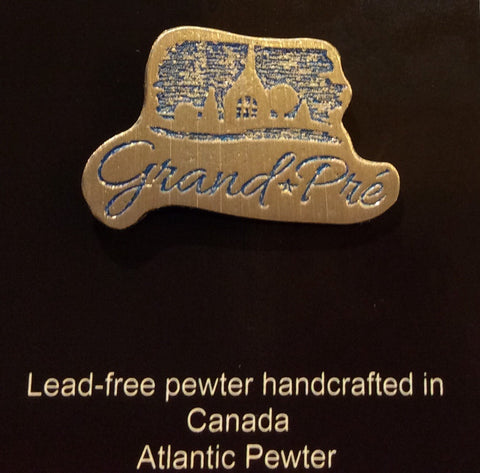 Grand★Pré
Lead-free pewter handcrafted in
Canada
Atlantic Pewter